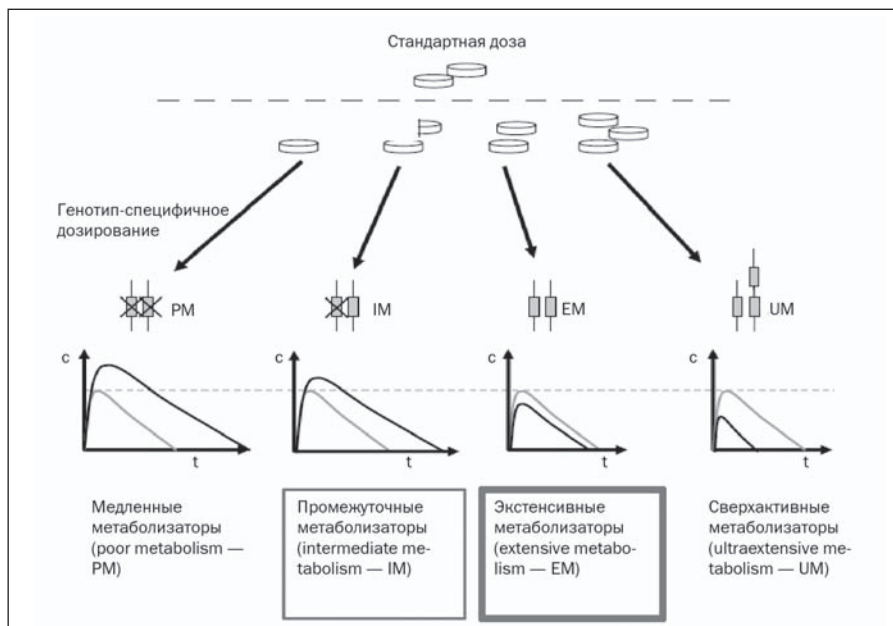 Стандартная доза
Генотип-специфичное
дозирование
PM
IM
EM
UM
c
t
c
t
c
t
c
t
Медленные
метаболизаторы
(poor metabolism —
PM)
Промежуточные
метаболизаторы
(intermediate me-
tabolism — IM)
Экстенсивные
метаболизаторы
(extensive metabo-
lism — EM)
Сверхактивные
метаболизаторы
(ultraextensive me-
tabolism — UM)